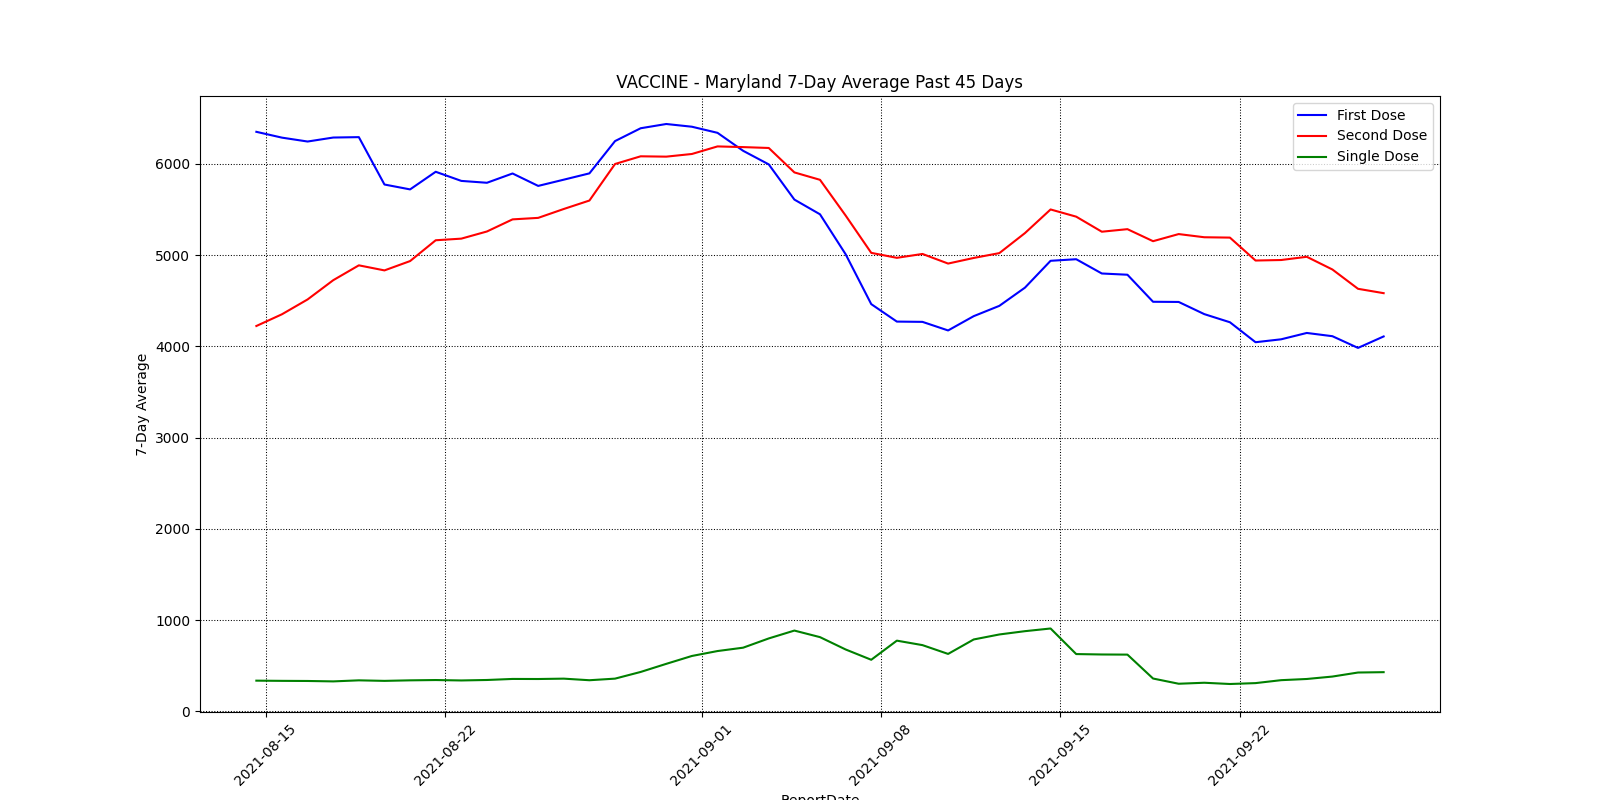 VACCINE - Maryland 7-Day Average Past 45 Days
First Dose
Second Dose
Single Dose
7-Day Average
6000
5000
4000
3000
2000
1000
0
2021-08-15
2021-08-22
2021-09-01
2021-09-08
2021-09-15
2021-09-22
ReportDate